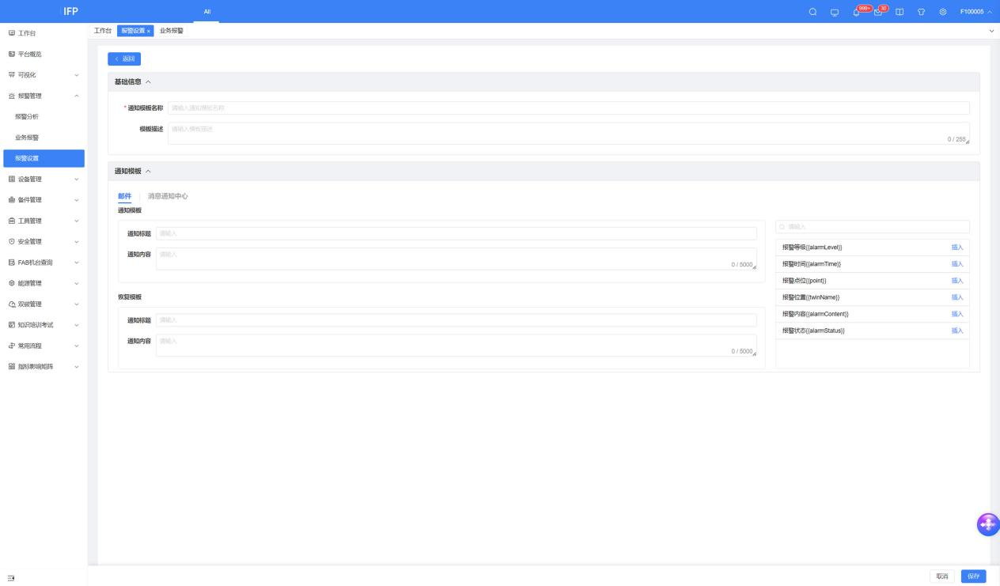 IFP
All
999+
30
F100005
工作台
平台概览
可视化
报警管理
报警分析
业务报警
报警设置
设备管理
备件管理
工具管理
安全管理
FAB机台查询
能源管理
双碳管理
知识培训考试
常用流程
指标影响矩阵
工作台 报警设置 × 业务报警
返回
基础信息
* 通知模板名称 请输入通知模板名称
模板描述 请输入模板描述
0 / 255
通知模板
邮件 消息通知中心
通知模板
通知标题 请输入
通知内容 请输入
0 / 5000
恢复模板
通知标题 请输入
通知内容 请输入
0 / 5000
请输入
报警等级{{alarmLevel}} 插入
报警时间{{alarmTime}} 插入
报警点位{{point}} 插入
报警位置{{twinName}} 插入
报警内容{{alarmContent}} 插入
报警状态{{alarmStatus}} 插入
取消 保存